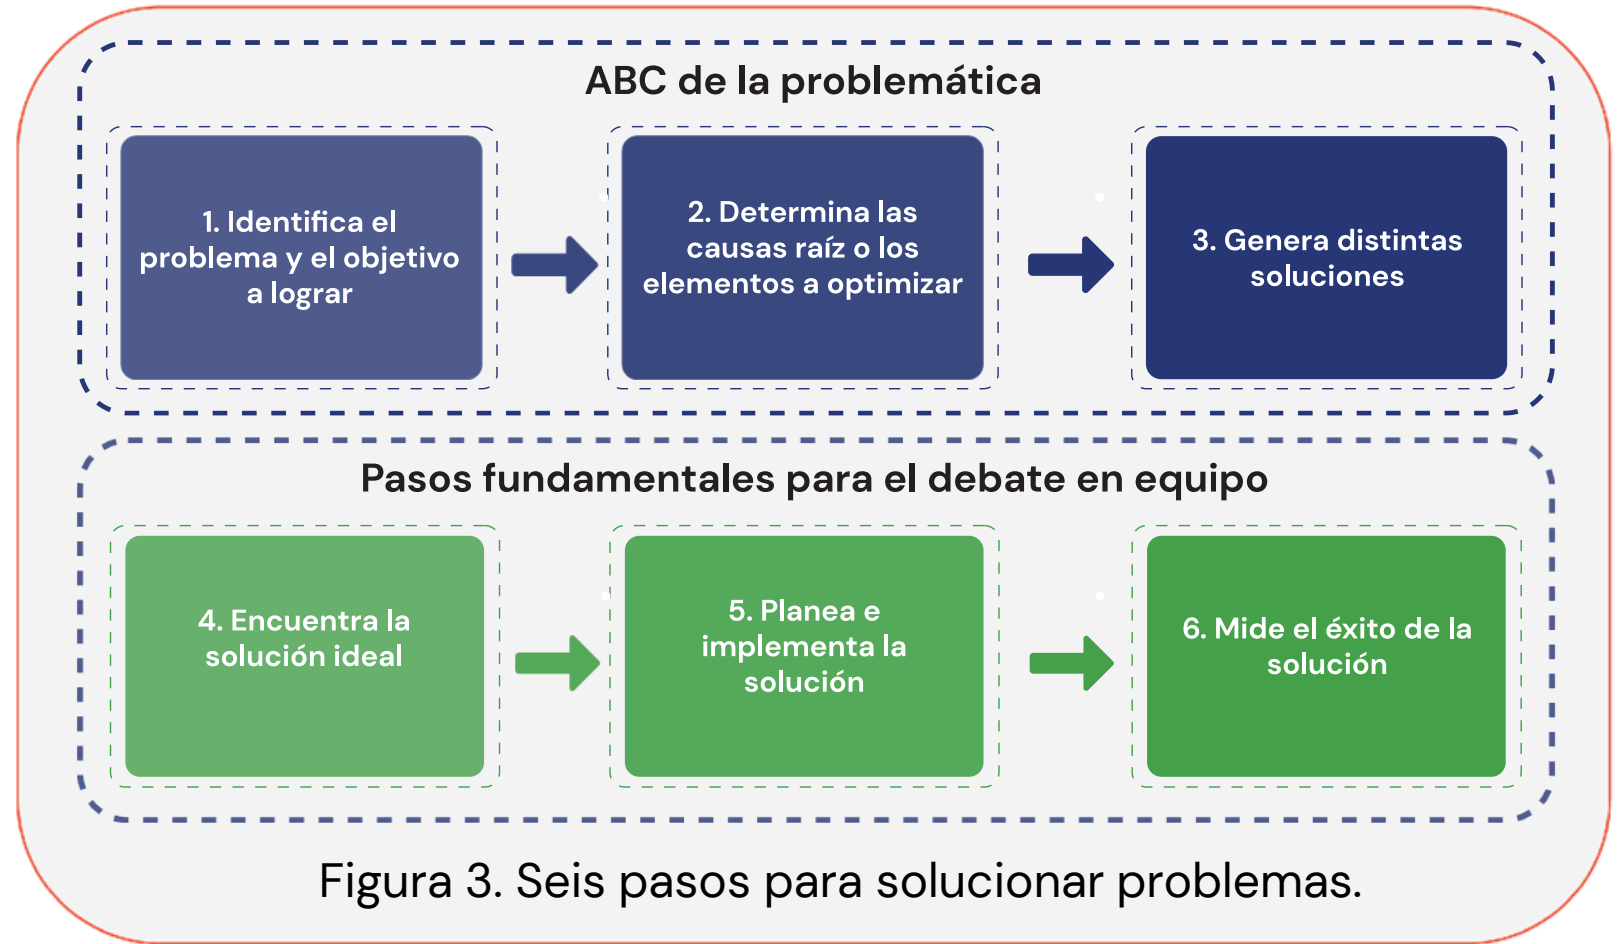 ABC de la problemática
1. Identifica el
problema y el objetivo
a lograr
2. Determina las
causas raíz o los
elementos a optimizar
3. Genera distintas
soluciones
Pasos fundamentales para el debate en equipo
4. Encuentra la
solución ideal
5. Planea e
implementa la
solución
6. Mide el éxito de la
solución
Figura 3. Seis pasos para solucionar problemas.